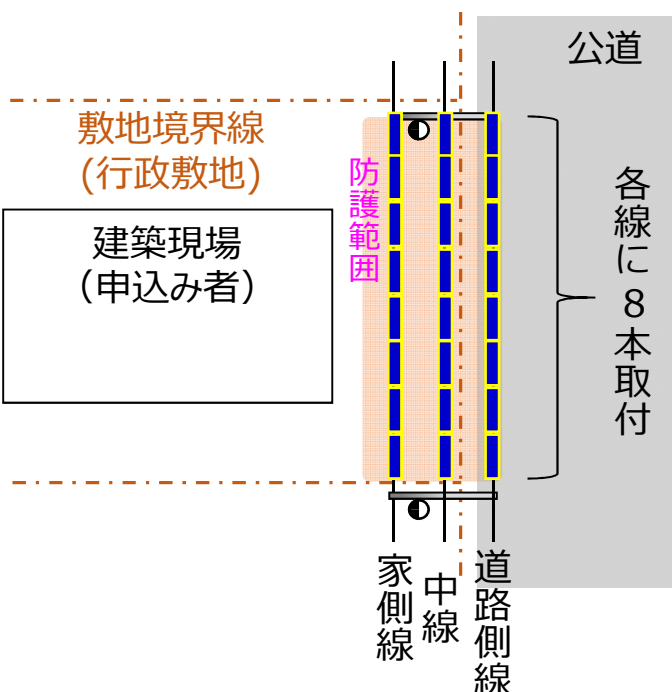 公道
敷地境界線
(行政敷地)
防護範囲
建築現場
（申込み者）
各線に８本取付
家側線
中線
道路側線